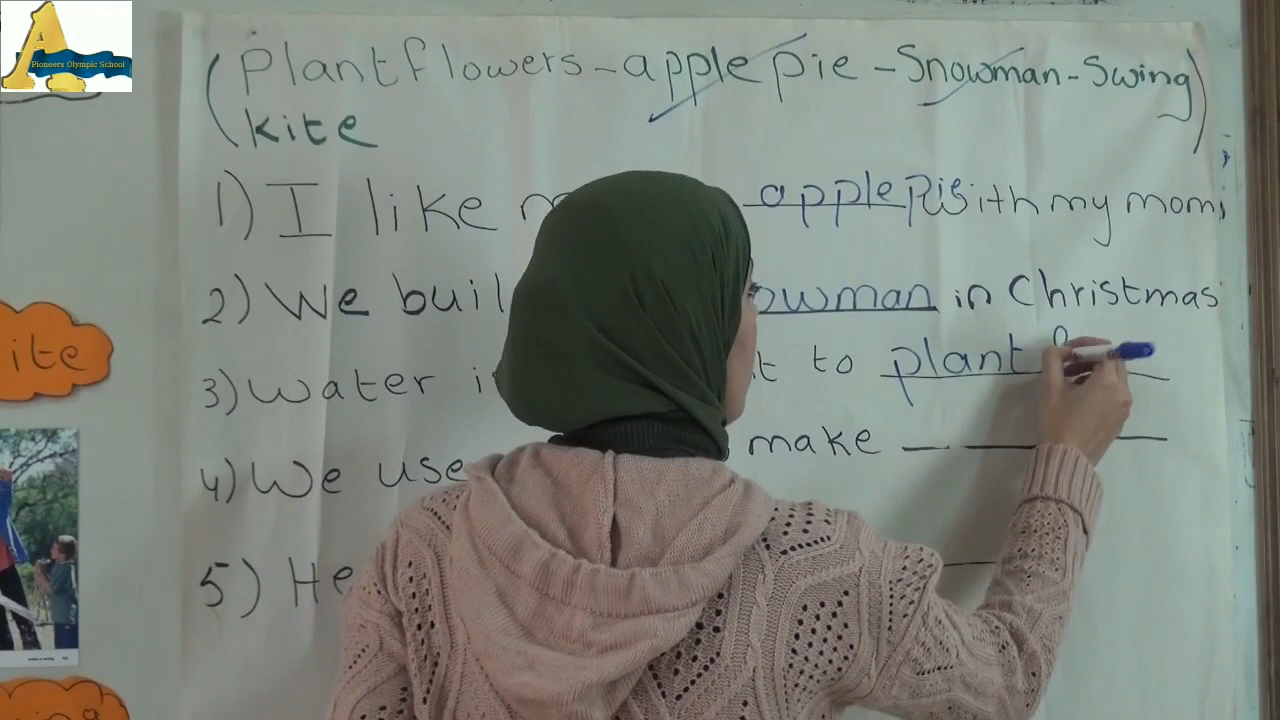 Pioneers Olympic School
(Plant flowers - apple pie - Snowman - Swing)
kite
1) I like apple pie with my mom,
2) We buil owman in Christmas
3) Water i t to plant f
4) We use make
5) He
ite